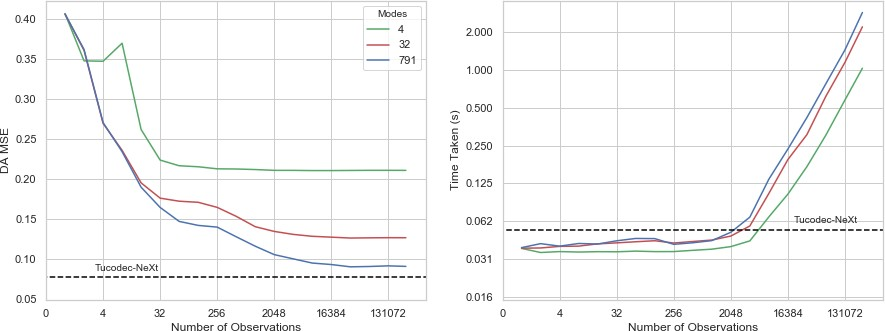 0.40
0.35
0.30
0.25
0.20
0.15
0.10
0.05
DA MSE
Modes
4
32
791
Tucodec-NeXt
0 4 32 256 2048 16384 131072
Number of Observations
2.000
1.000
0.500
0.250
0.125
0.062
0.031
0.016
Time Taken (s)
Tucodec-NeXt
0 4 32 256 2048 16384 131072
Number of Observations